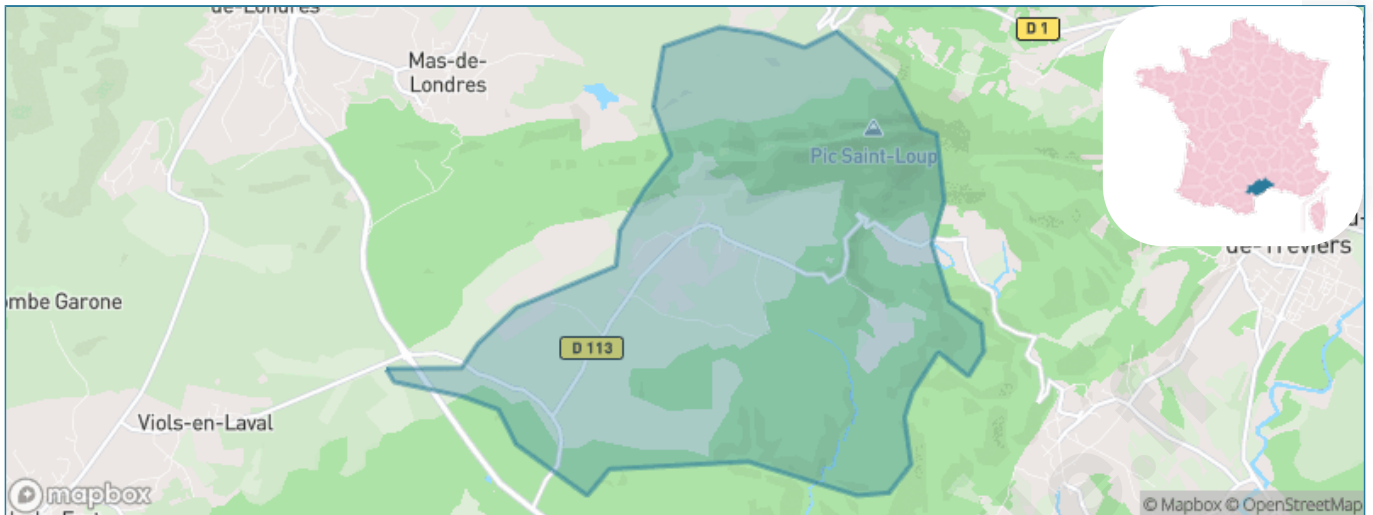 de-Londres
D 1
Mas-de-
Londres
Pic Saint-Loup
de-Tréviers
ombe Garone
D 113
Viols-en-Laval
mapbox
© Mapbox © OpenStreetMap